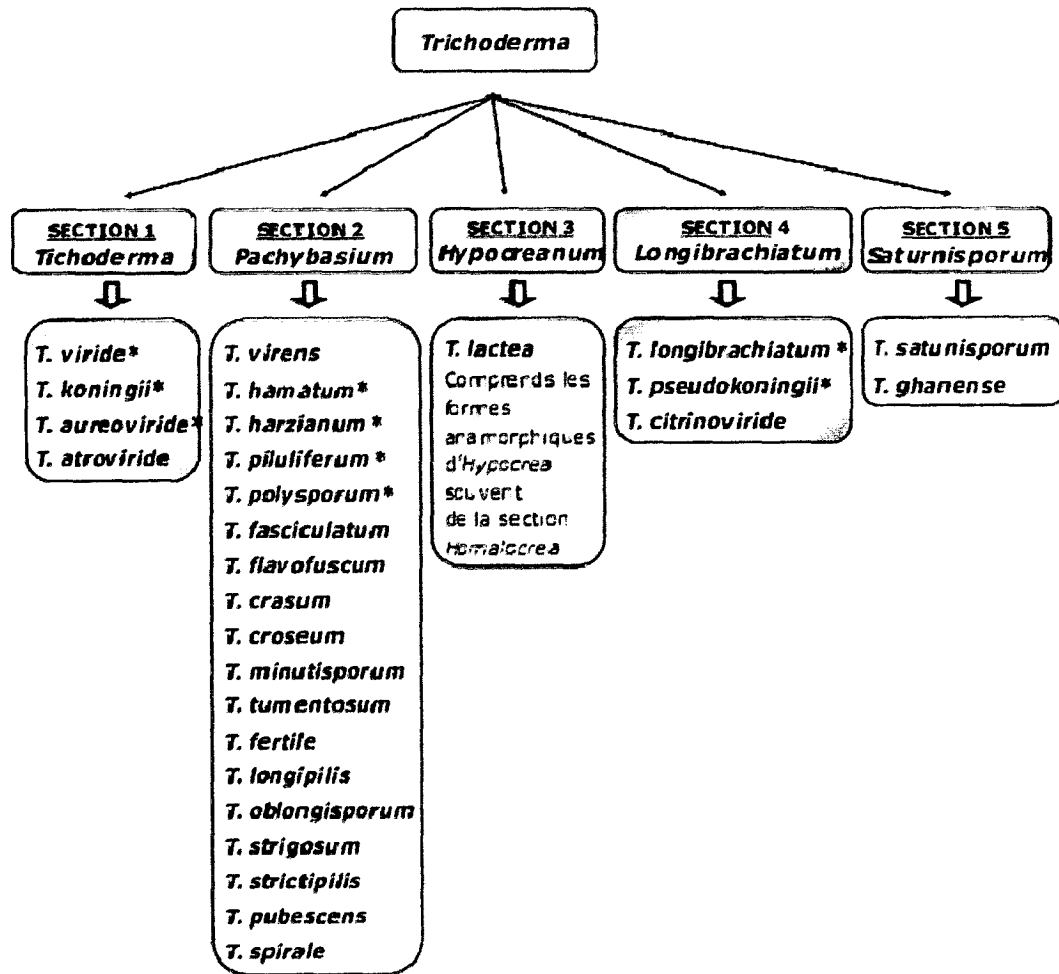 Trichoderma
SECTION 1
Tichoderma
SECTION 2
Pachybasium
SECTION 3
Hypocreanum
SECTION 4
Longibrachiatum
SECTION 5
Saturnisporum
T. viride*
T. koningii*
T. aureoviride*
T. atroviride
T. virens
T. hamatum*
T. harzianum*
T. piluliferum*
T. polysporum*
T. fasciculatum
T. flavofuscum
T. crasum
T. croseum
T. minutisporum
T. tumentosum
T. fertile
T. longipilis
T. oblongisporum
T. strigosum
T. strictipilis
T. pubescens
T. spirale
T. lactea
Comprends les
formes
anamorphiques
d'Hypocrea
souvent
de la section
Homalocrea
T. longibrachiatum*
T. pseudokoningii*
T. citrinoviride
T. satunisporum
T. ghanense